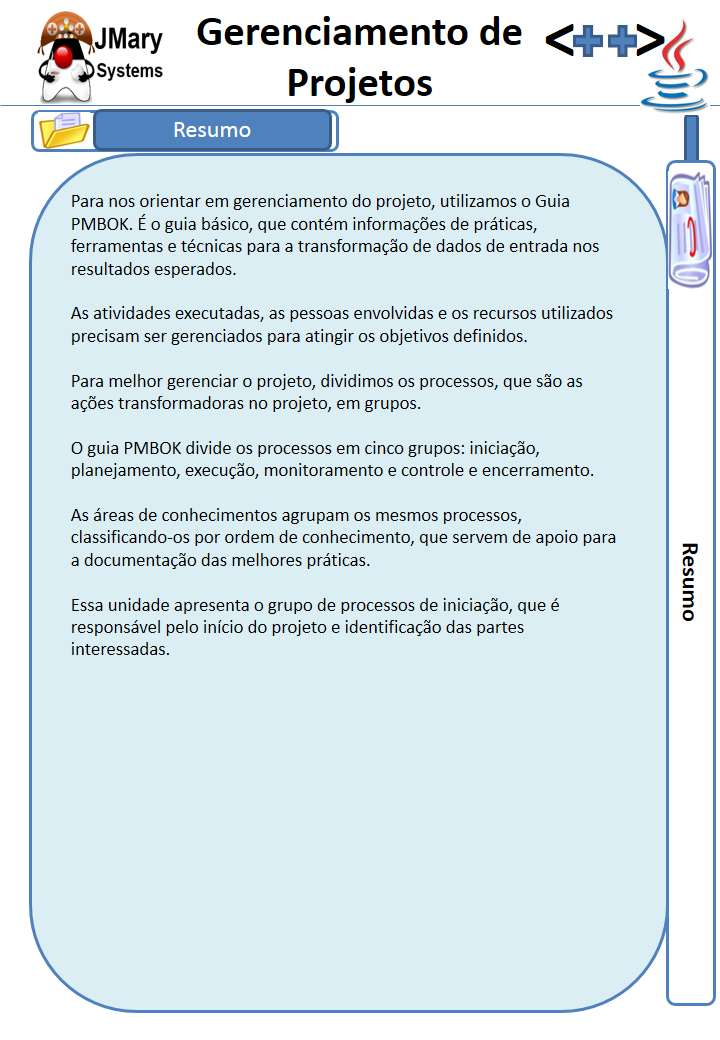 JMary
Systems
Gerenciamento de
Projetos
<++>
Resumo
Para nos orientar em gerenciamento do projeto, utilizamos o Guia
PMBOK. É o guia básico, que contém informações de práticas,
ferramentas e técnicas para a transformação de dados de entrada nos
resultados esperados.
As atividades executadas, as pessoas envolvidas e os recursos utilizados
precisam ser gerenciados para atingir os objetivos definidos.
Para melhor gerenciar o projeto, dividimos os processos, que são as
ações transformadoras no projeto, em grupos.
O guia PMBOK divide os processos em cinco grupos: iniciação,
planejamento, execução, monitoramento e controle e encerramento.
As áreas de conhecimentos agrupam os mesmos processos,
classificando-os por ordem de conhecimento, que servem de apoio para
a documentação das melhores práticas.
Essa unidade apresenta o grupo de processos de iniciação, que é
responsável pelo início do projeto e identificação das partes
interessadas.
Resumo